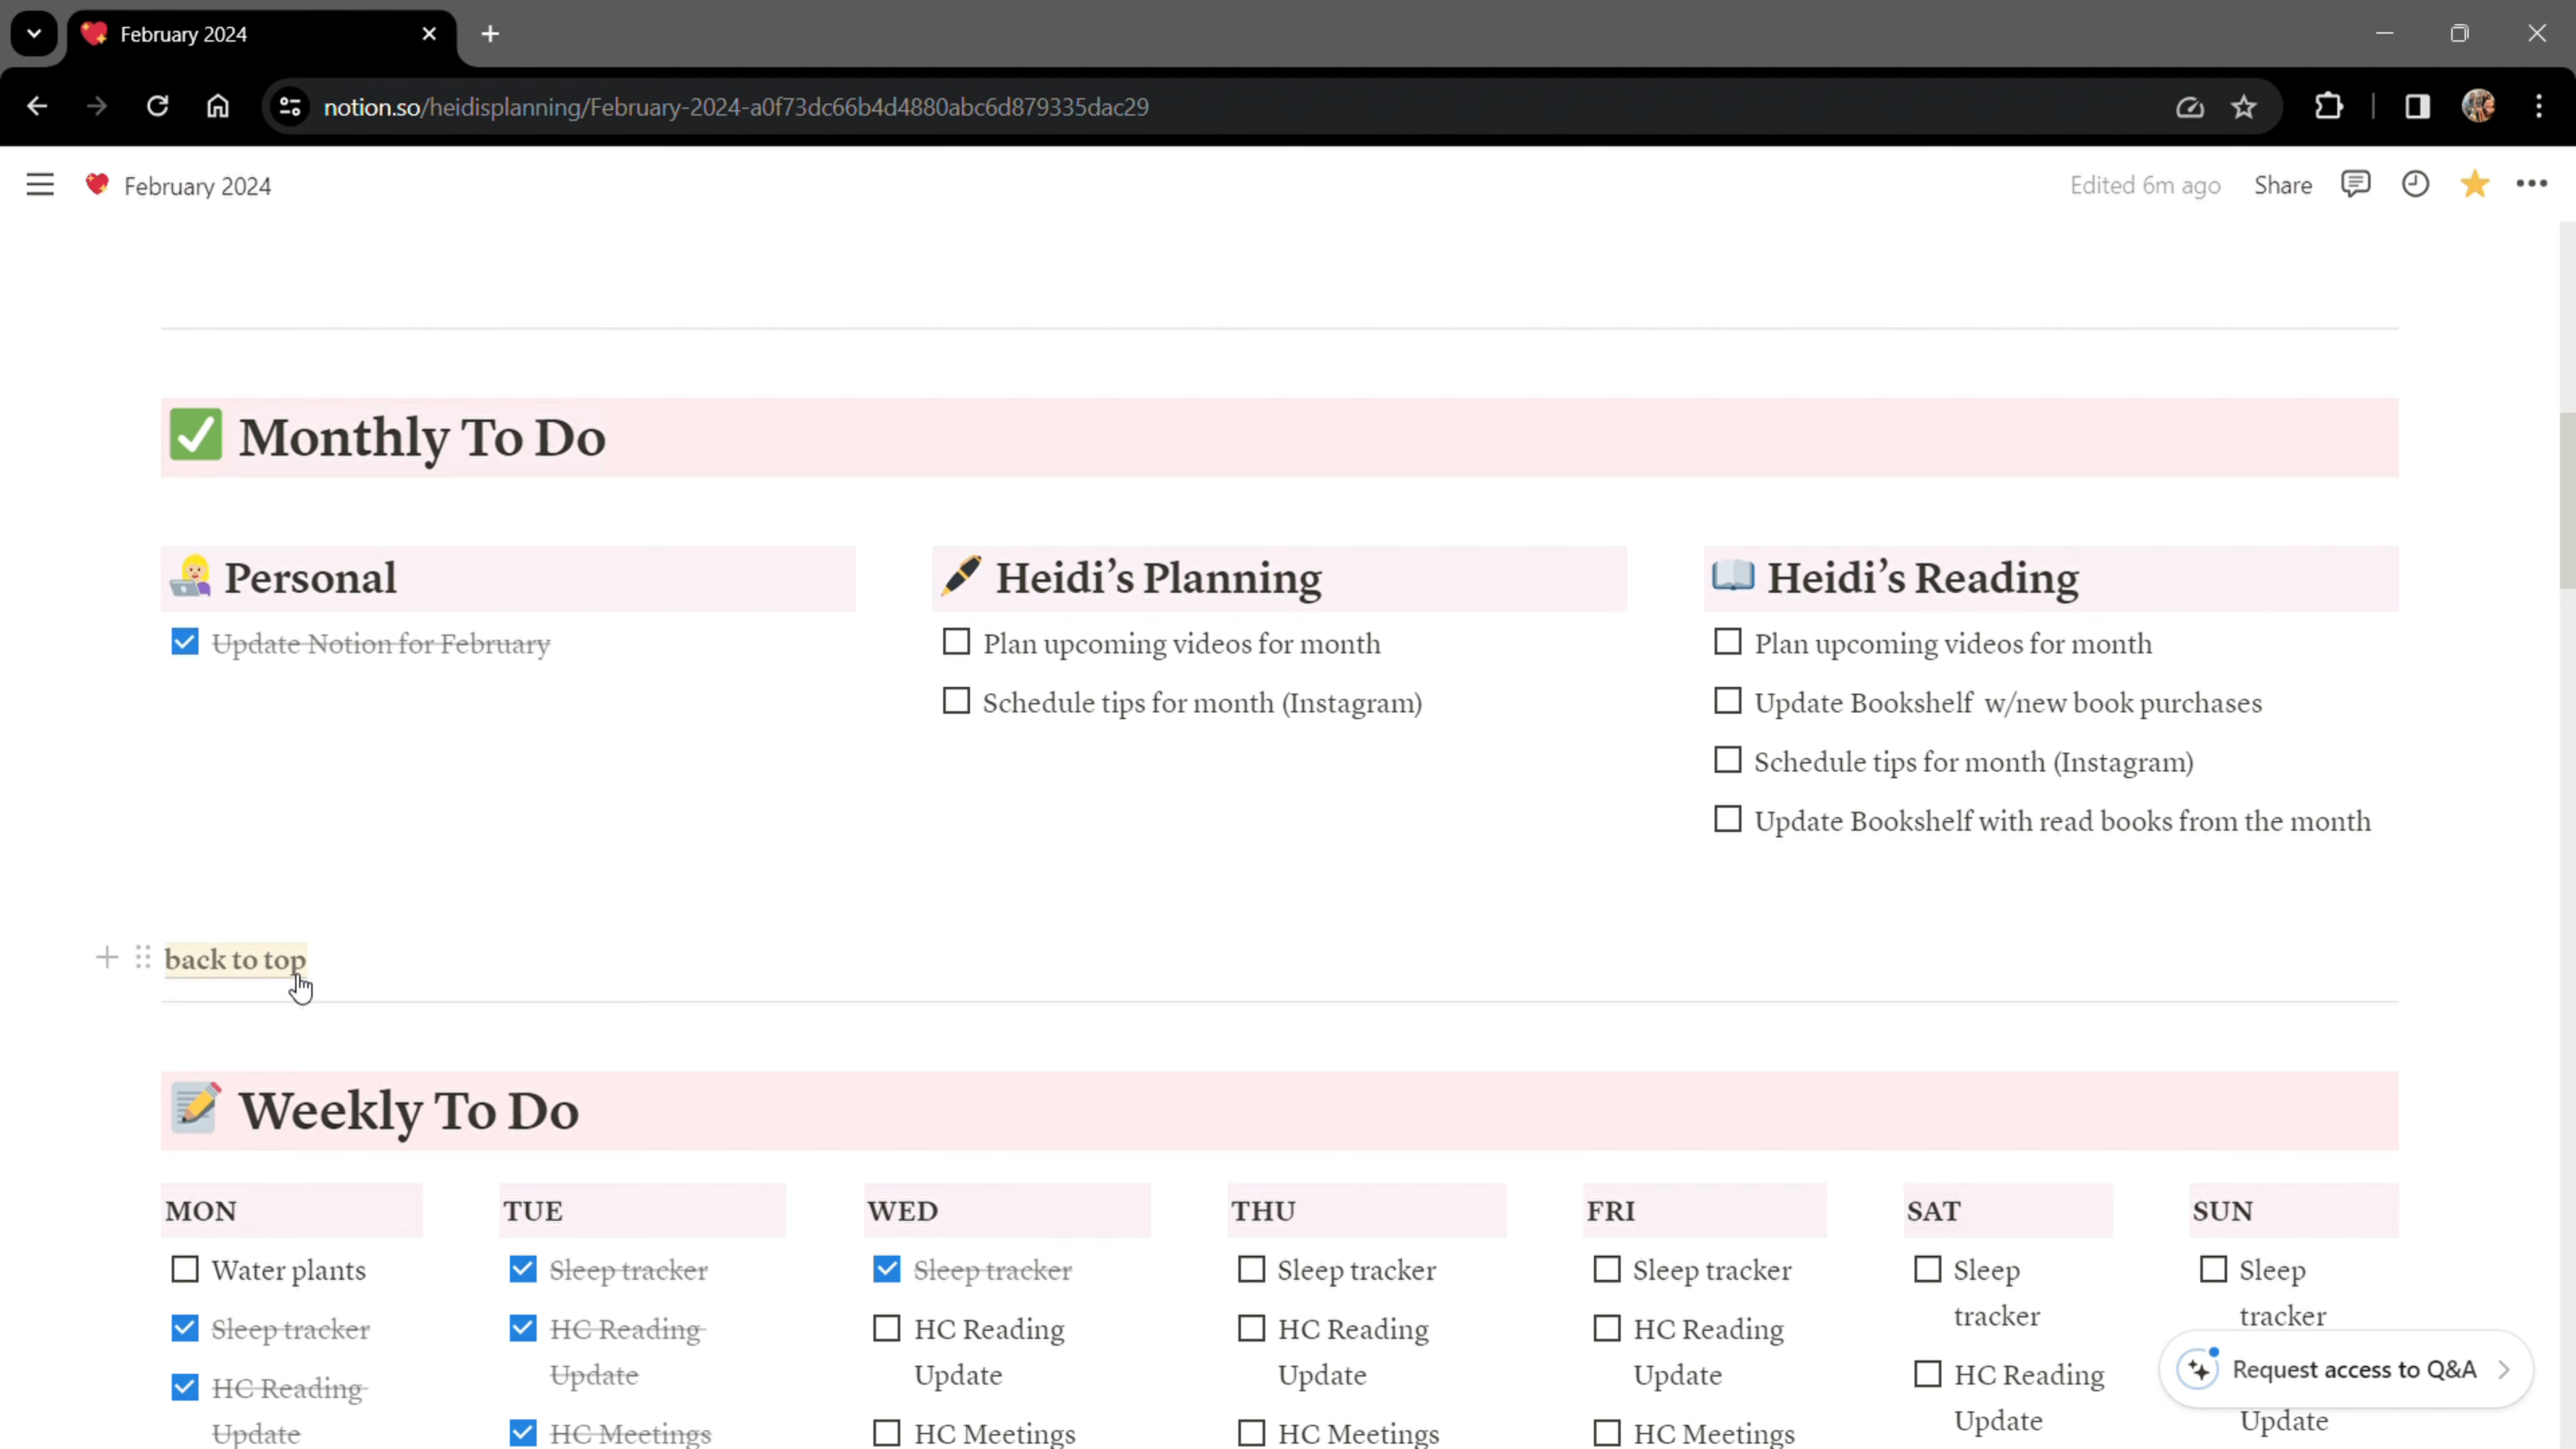 February 2024
notion.so/heidisplanning/February-2024-a0f73dc66b4d4880abc6d879335dac29
February 2024
Edited 6m ago
Share
Monthly To Do
Personal
Update Notion for February
Heidi’s Planning
Plan upcoming videos for month
Schedule tips for month (Instagram)
Heidi’s Reading
Plan upcoming videos for month
Update Bookshelf w/new book purchases
Schedule tips for month (Instagram)
Update Bookshelf with read books from the month
back to top
Weekly To Do
MON
Water plants
Sleep tracker
HC Reading
Update
TUE
Sleep tracker
HC Reading
Update
HC Meetings
WED
Sleep tracker
HC Reading
Update
HC Meetings
THU
Sleep tracker
HC Reading
Update
HC Meetings
FRI
Sleep tracker
HC Reading
Update
HC Meetings
SAT
Sleep
tracker
HC Reading
Update
SUN
Sleep
tracker
Update
Request access to Q&A